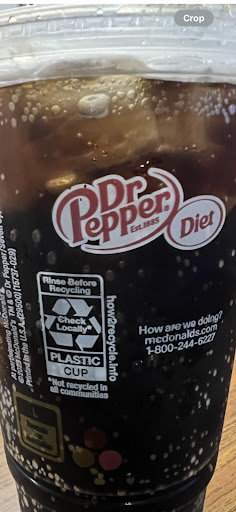 Crop
Dr
Pepper
Est.1885
Diet
Rinse Before
Recycling
Check
Locally
PLASTIC
CUP
*Not recycled in
all communities
how2recycle.info
How are we doing?
mcdonalds.com
1-800-244-6227